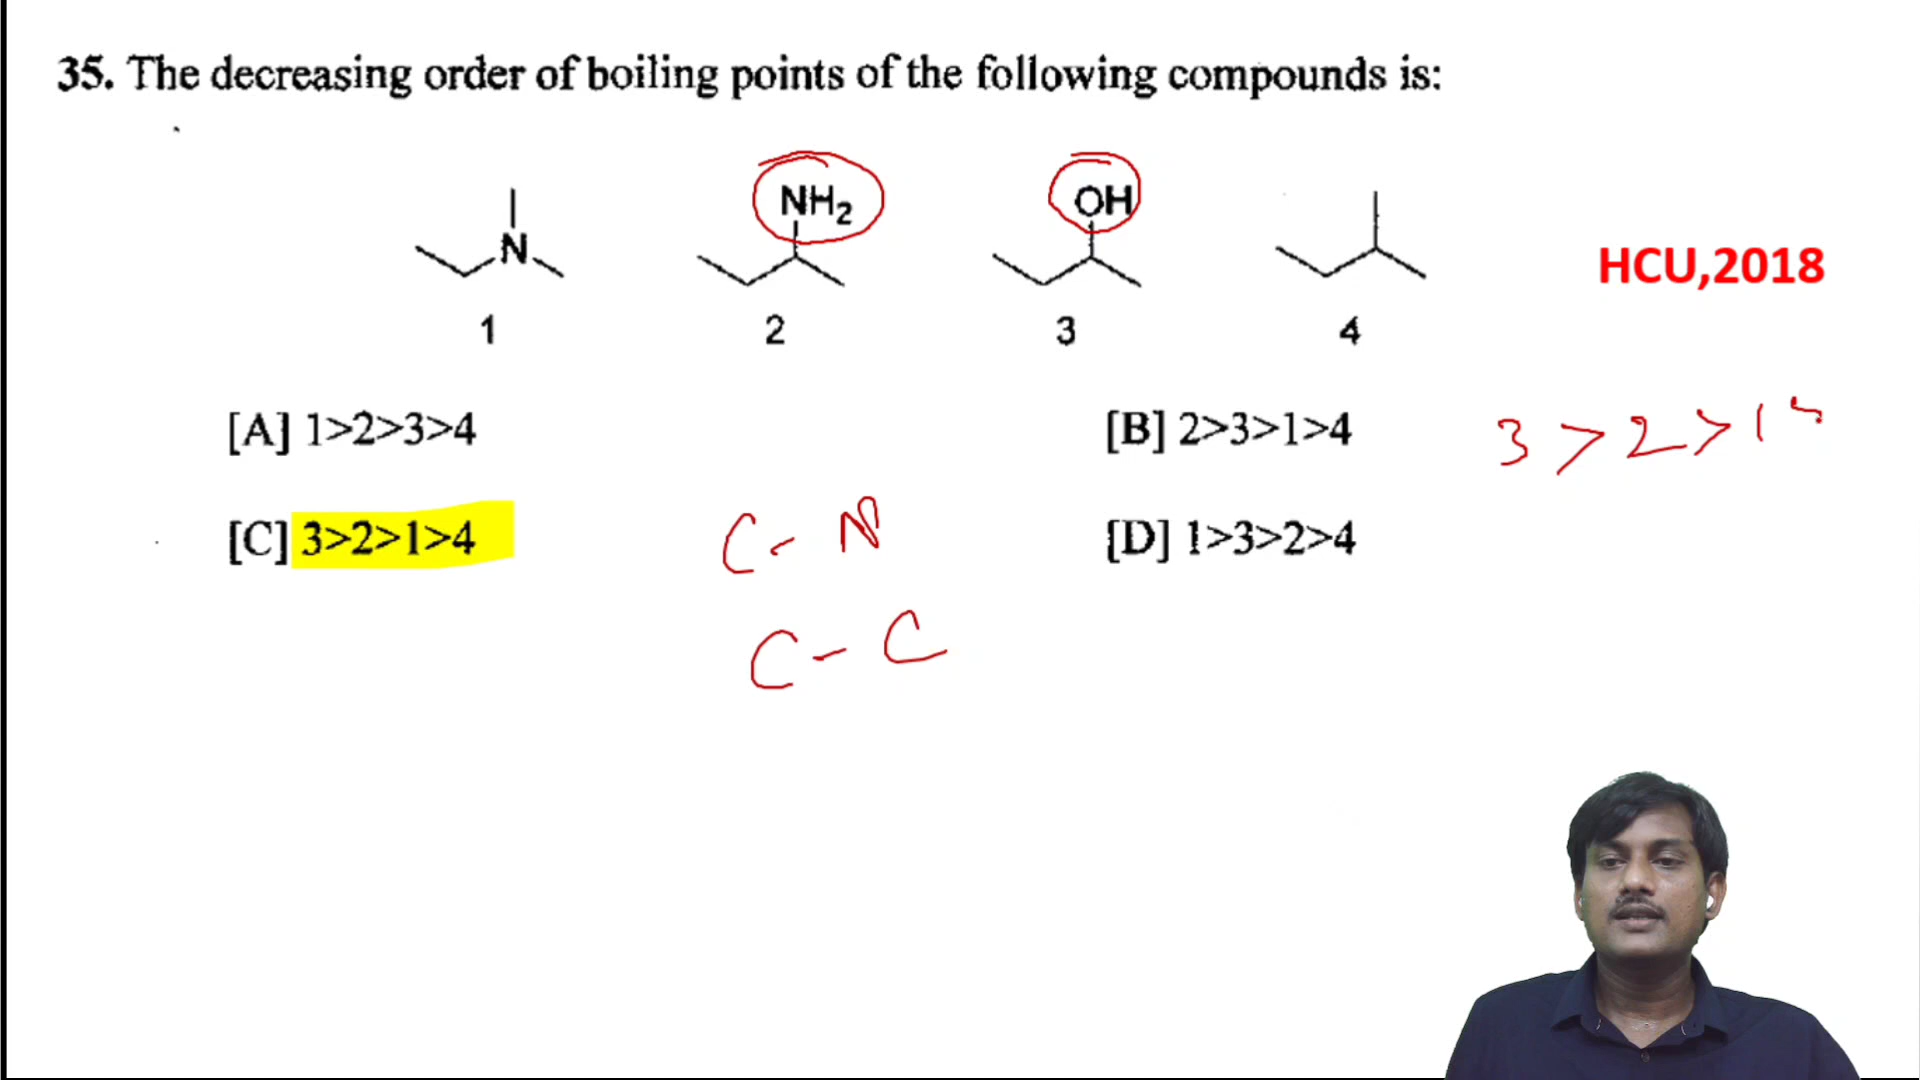 35. The decreasing order of boiling points of the following compounds is:
N
NH₂
OH
HCU,2018
1
2
3
4
[A] 1>2>3>4
[B] 2>3>1>4
3 > 2 > 1
[C] 3>2>1>4
[D] 1>3>2>4
C - N
C - C